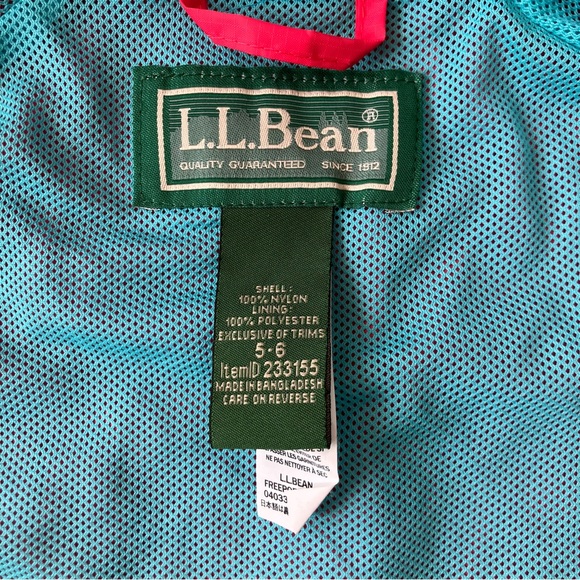 L.L.Bean®
QUALITY GUARANTEED SINCE 1912
SHELL:
100% NYLON
LINING:
100% POLYESTER
EXCLUSIVE OF TRIMS
5-6
ItemID 233155
MADE IN BANGLADESH
CARE ON REVERSE
NE PAS NETTOYER À SEC
L.L.BEAN
04033